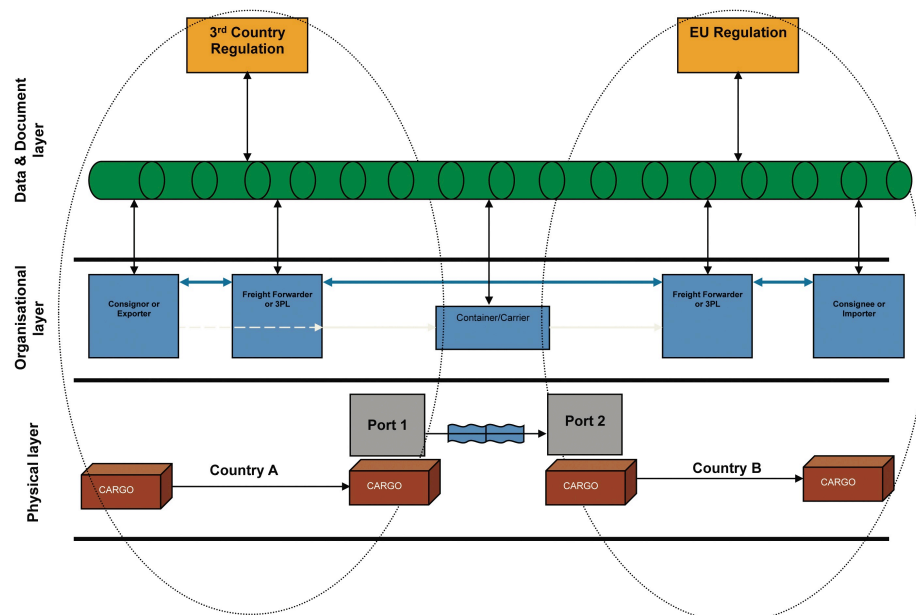 3rd Country
Regulation
EU Regulation
Data & Document
layer
Organisational
layer
Consignor or
Exporter
Freight Forwarder
or 3PL
Container/Carrier
Freight Forwarder
or 3PL
Consignee or
Importer
Physical layer
Port 1
Port 2
Country A
Country B
CARGO
CARGO
CARGO
CARGO